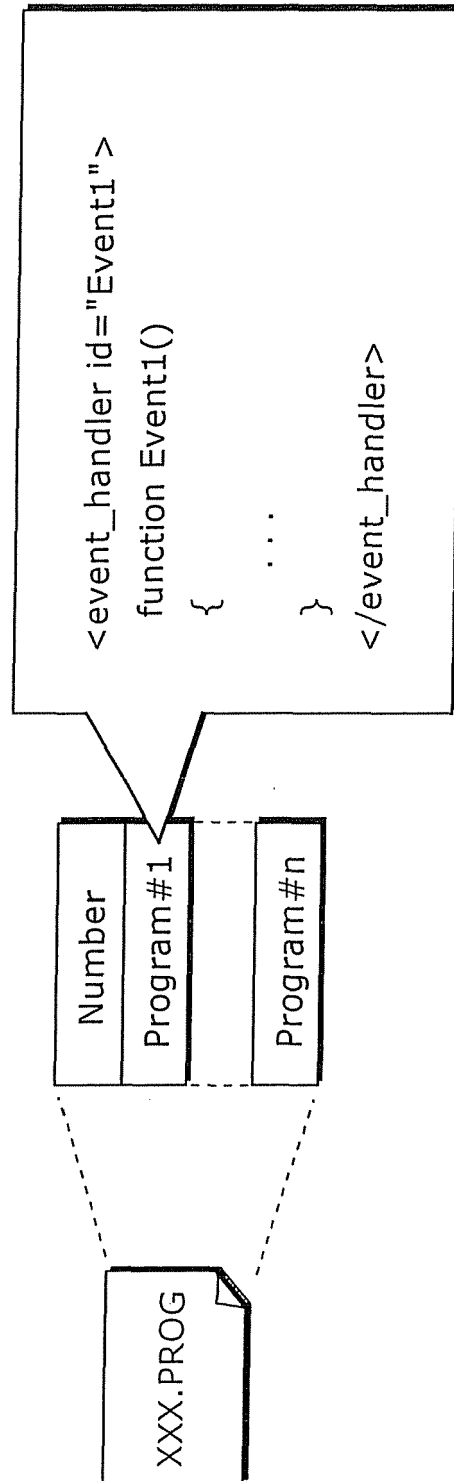 XXX.PROG
Number
Program#1
Program#n
<event_handler id="Event1">
function Event1()
{
...
}
</event_handler>